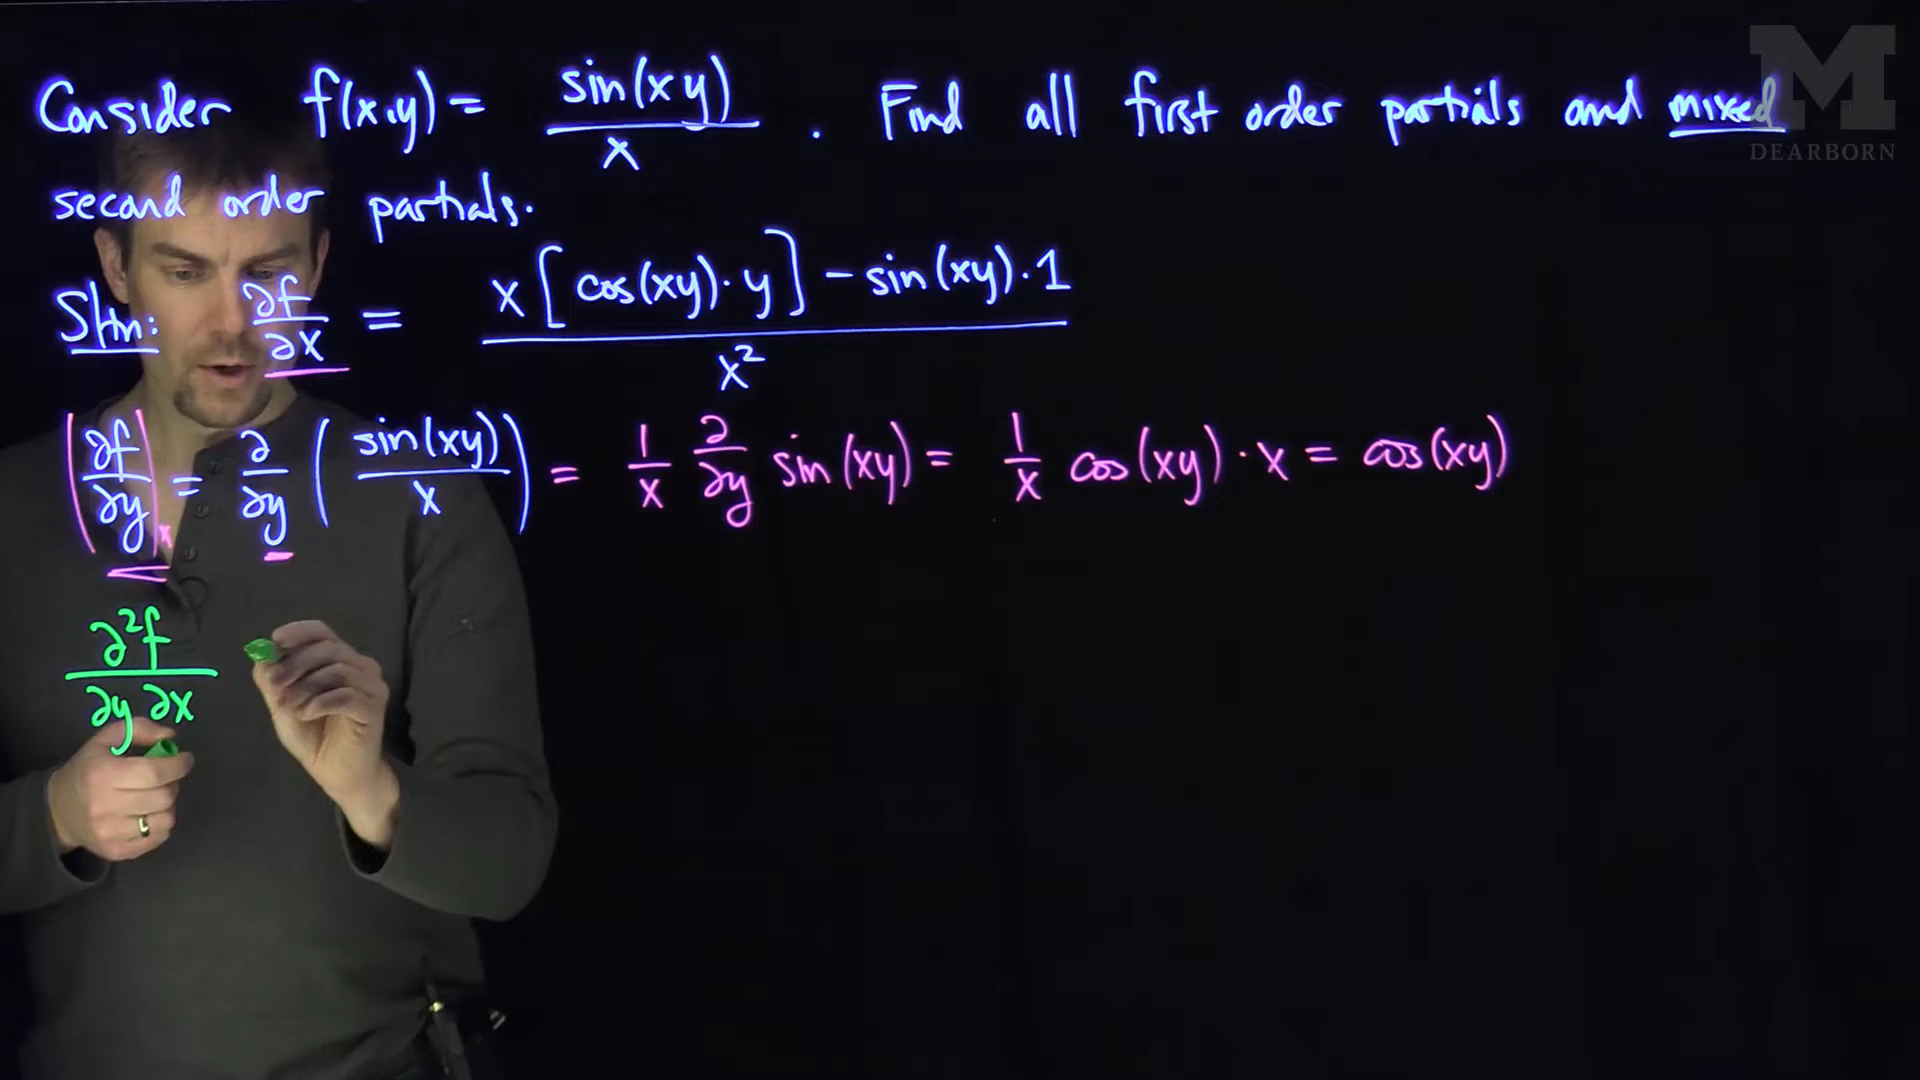 Consider f(x,y) = sin(xy)/x . Find all first order partials and mixed
second order partials.
Sltn: ∂f/∂x = (x[cos(xy)·y] - sin(xy)·1)/x²
(∂f/∂y)|ₓ = ∂/∂y (sin(xy)/x) = 1/x ∂/∂y sin(xy) = 1/x cos(xy)·x = cos(xy)
∂²f/∂y ∂x
M
DEARBORN